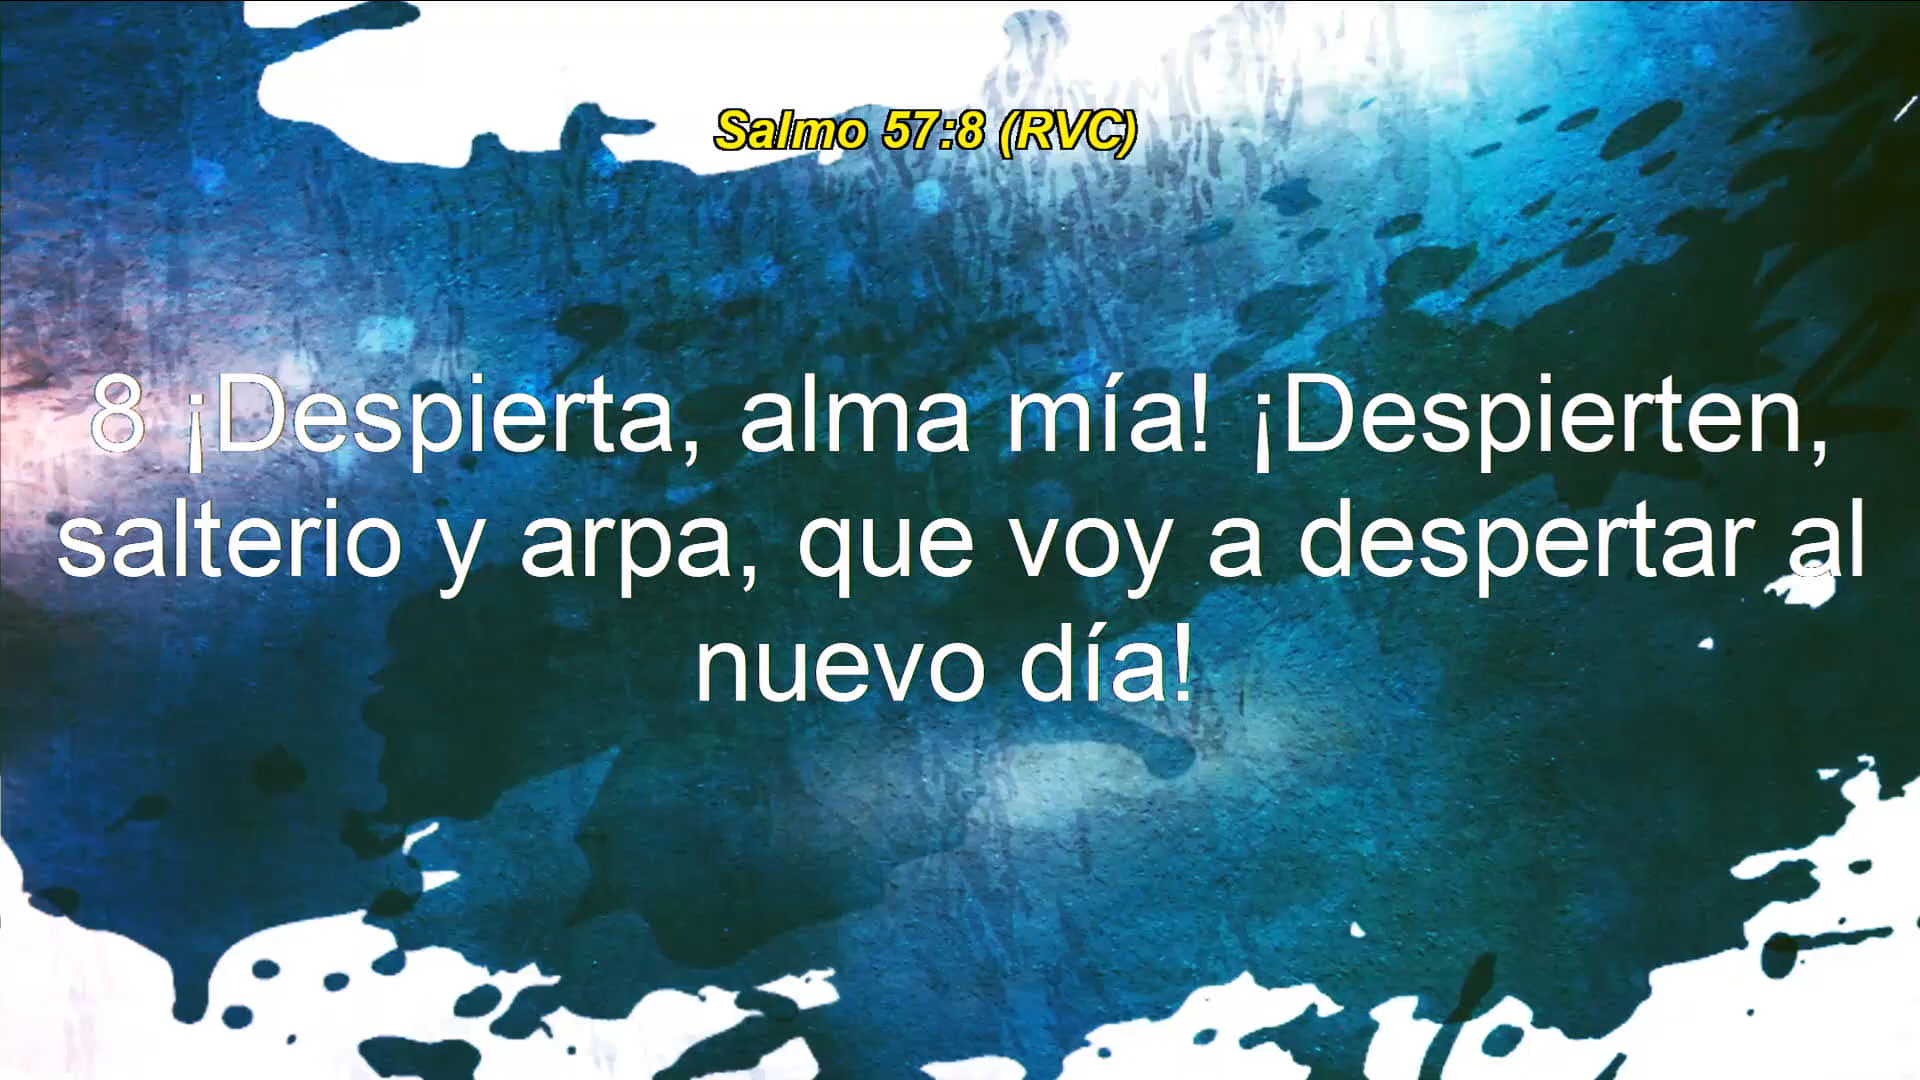 Salmo 57:8 (RVC)
8 ¡Despierta, alma mía! ¡Despierten,
salterio y arpa, que voy a despertar al
nuevo día!